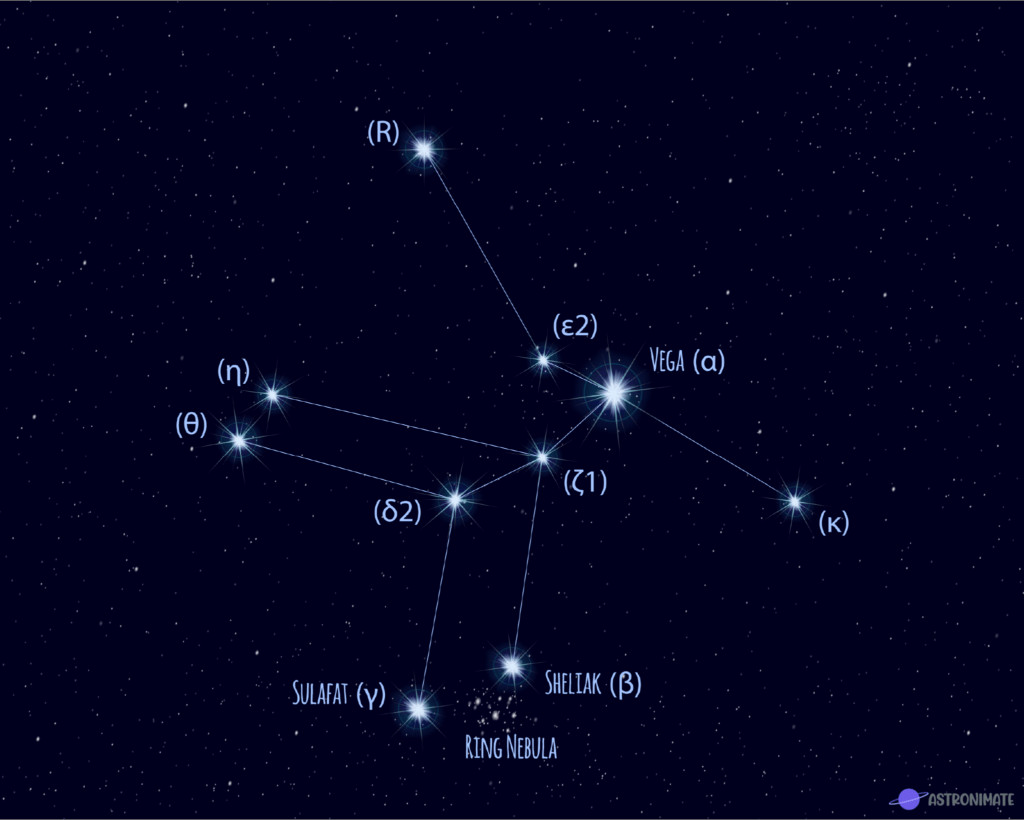 (R)
(ε2)
VEGA (α)
(η)
(θ)
(ζ1)
(δ2)
(κ)
SULAFAT (γ)
SHELIAK (β)
RING NEBULA
ASTRONIMATE